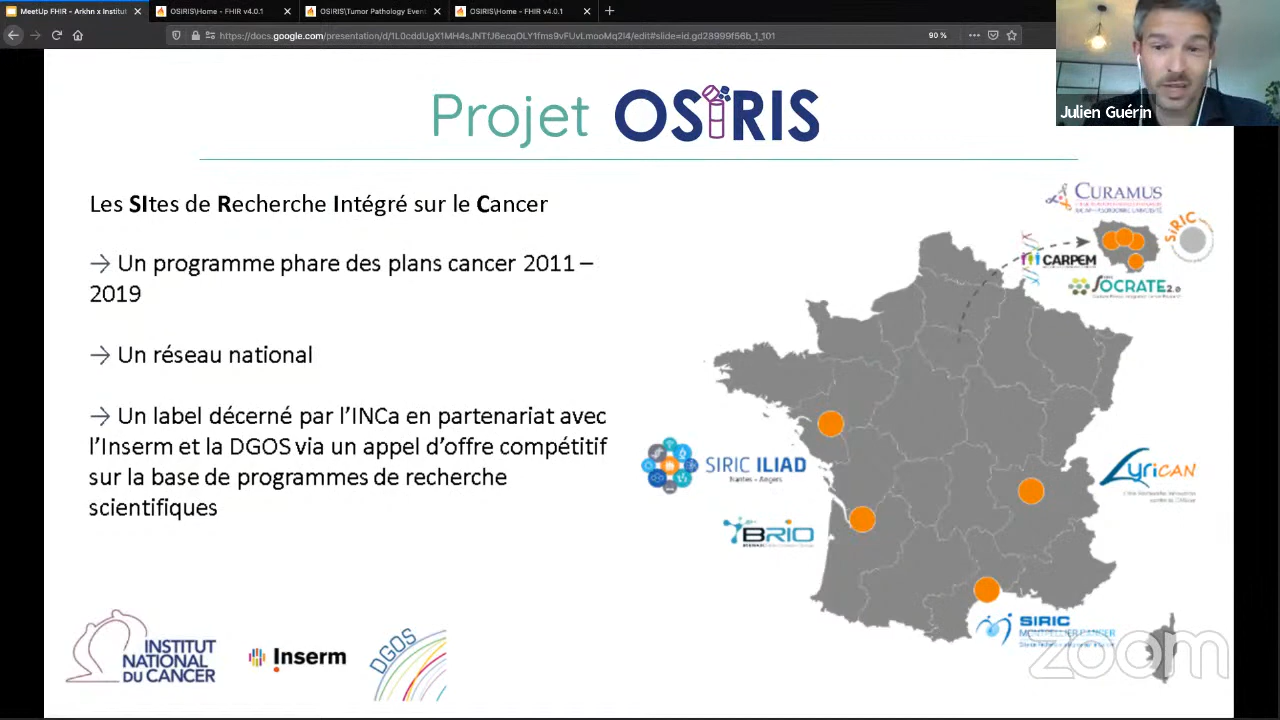 MeetUp FHIR - Arkhn x Institut
OSIRIS\Home - FHIR v4.0.1
OSIRIS\Tumor Pathology Event
OSIRIS\Home - FHIR v4.0.1
90 %
Julien Guérin
Projet OSIRIS
Les SItes de Recherche Intégré sur le Cancer
→ Un programme phare des plans cancer 2011 –
2019
→ Un réseau national
→ Un label décerné par l’INCa en partenariat avec
l’Inserm et la DGOS via un appel d’offre compétitif
sur la base de programmes de recherche
scientifiques
CURAMUS
SiRIC
CARPEM
SOCRATE 2.0
SIRIC ILIAD
Nantes - Angers
LYriCAN
BRIO
SIRIC
MONTPELLIER CANCER
INSTITUT
NATIONAL
DU CANCER
Inserm
DGOS
zoom